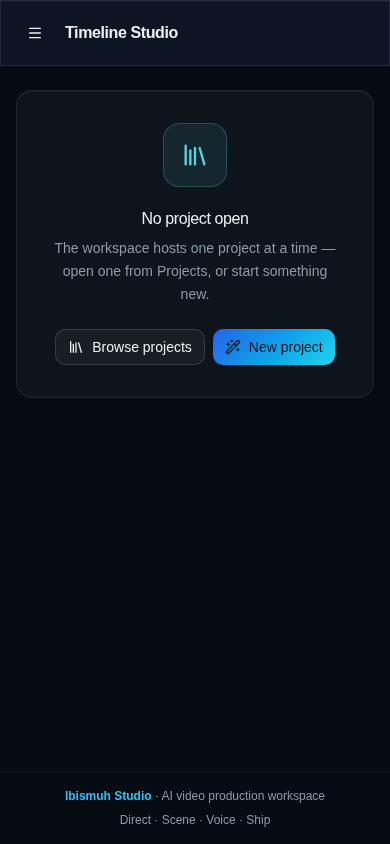 Timeline Studio
No project open
The workspace hosts one project at a time —
open one from Projects, or start something
new.
Browse projects
New project
Ibismuh Studio · AI video production workspace
Direct · Scene · Voice · Ship